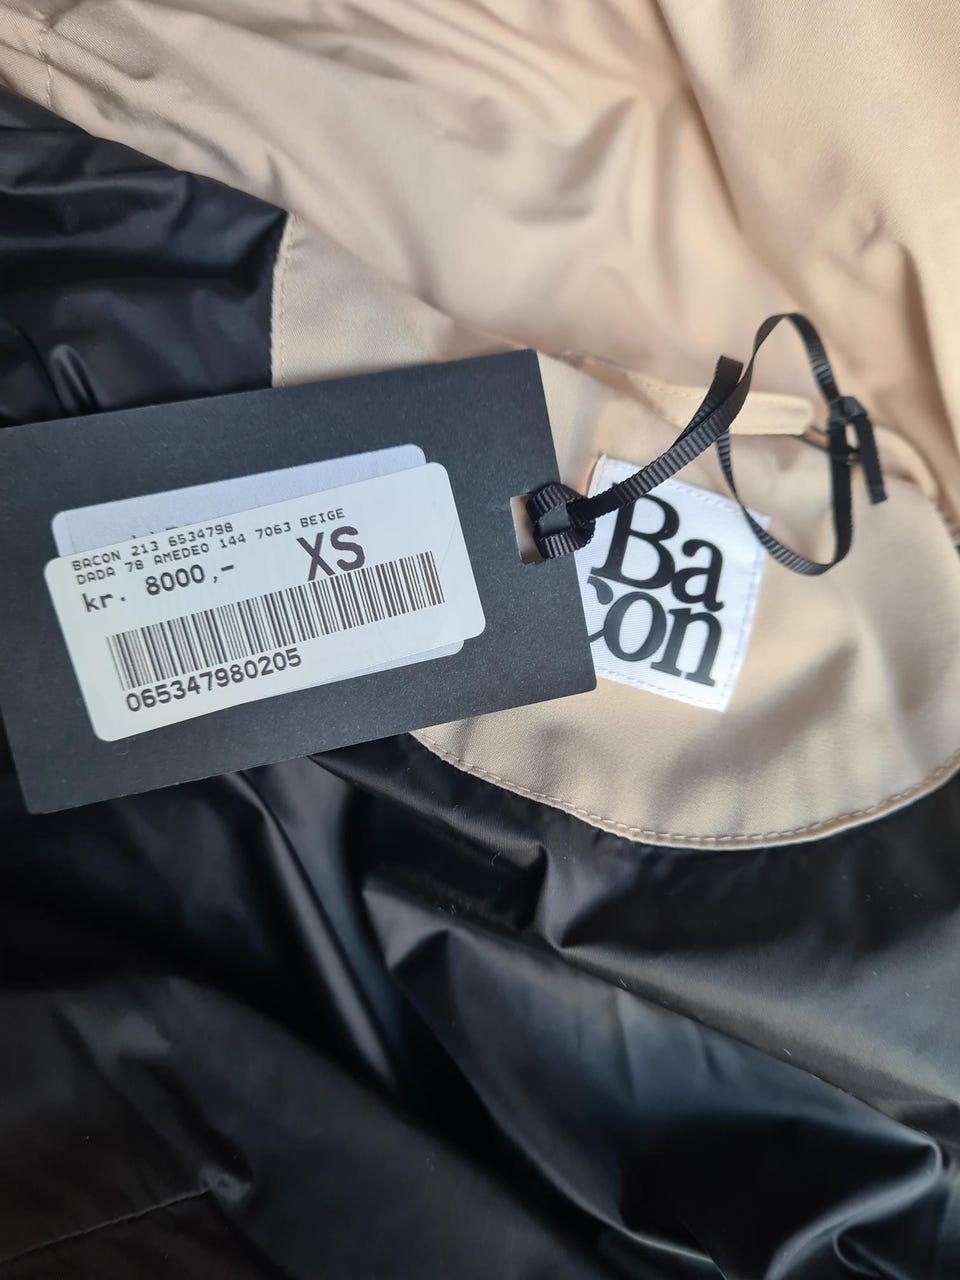 BACON 213 6534798
DADA 78 AMEDEO 144 7063 BEIGE
kr. 8000,- XS
065347980205
Ba
con